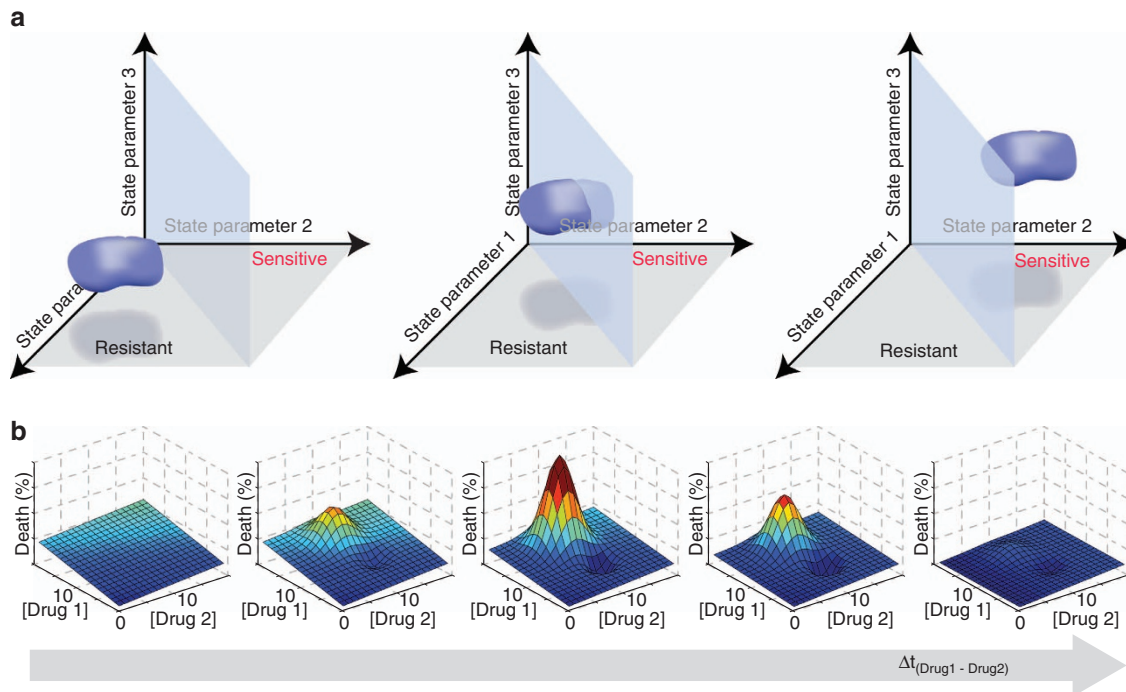 a
State parameter 3
State para
State parameter 2
Sensitive
Resistant
State parameter 3
State parameter 1
State parameter 2
Sensitive
Resistant
State parameter 3
State parameter 1
State parameter 2
Sensitive
Resistant
b
Death (%)
10
[Drug 1]
0
10
[Drug 2]
Death (%)
10
[Drug 1]
0
10
[Drug 2]
Death (%)
10
[Drug 1]
0
10
[Drug 2]
Death (%)
10
[Drug 1]
0
10
[Drug 2]
Death (%)
10
[Drug 1]
0
10
[Drug 2]
Δt(Drug1 - Drug2)